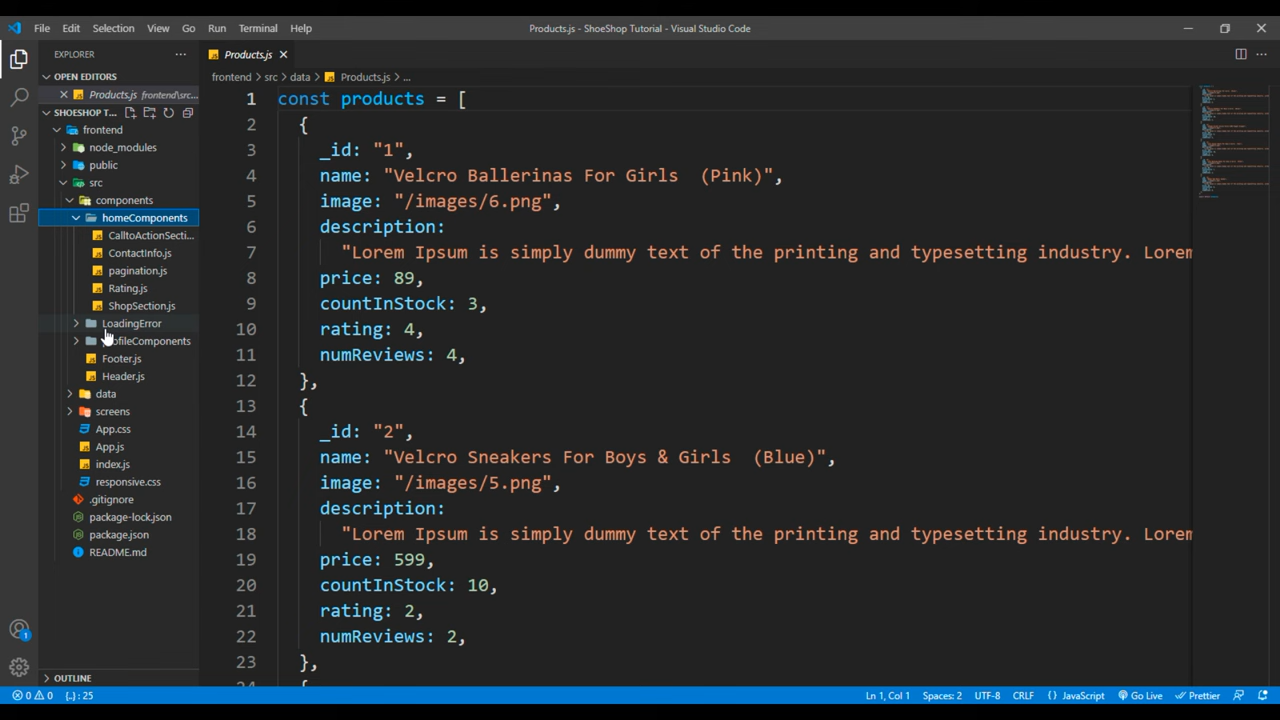 File Edit Selection View Go Run Terminal Help
Products.js - ShoeShop Tutorial - Visual Studio Code
EXPLORER
OPEN EDITORS
Products.js frontend\src...
SHOESHOP T...
frontend
node_modules
public
src
components
homeComponents
CalltoActionSecti...
ContactInfo.js
pagination.js
Rating.js
ShopSection.js
LoadingError
ofileComponents
Footer.js
Header.js
data
screens
App.css
App.js
index.js
responsive.css
.gitignore
package-lock.json
package.json
README.md
OUTLINE
Products.js
frontend > src > data > Products.js > ...
1 const products = [
2 {
3 _id: "1",
4 name: "Velcro Ballerinas For Girls (Pink)",
5 image: "/images/6.png",
6 description:
7 "Lorem Ipsum is simply dummy text of the printing and typesetting industry. Lorem
8 price: 89,
9 countInStock: 3,
10 rating: 4,
11 numReviews: 4,
12 },
13 {
14 _id: "2",
15 name: "Velcro Sneakers For Boys & Girls (Blue)",
16 image: "/images/5.png",
17 description:
18 "Lorem Ipsum is simply dummy text of the printing and typesetting industry. Lorem
19 price: 599,
20 countInStock: 10,
21 rating: 2,
22 numReviews: 2,
23 },
1
0 0 {..} : 25
Ln 1, Col 1 Spaces: 2 UTF-8 CRLF {} JavaScript Go Live Prettier